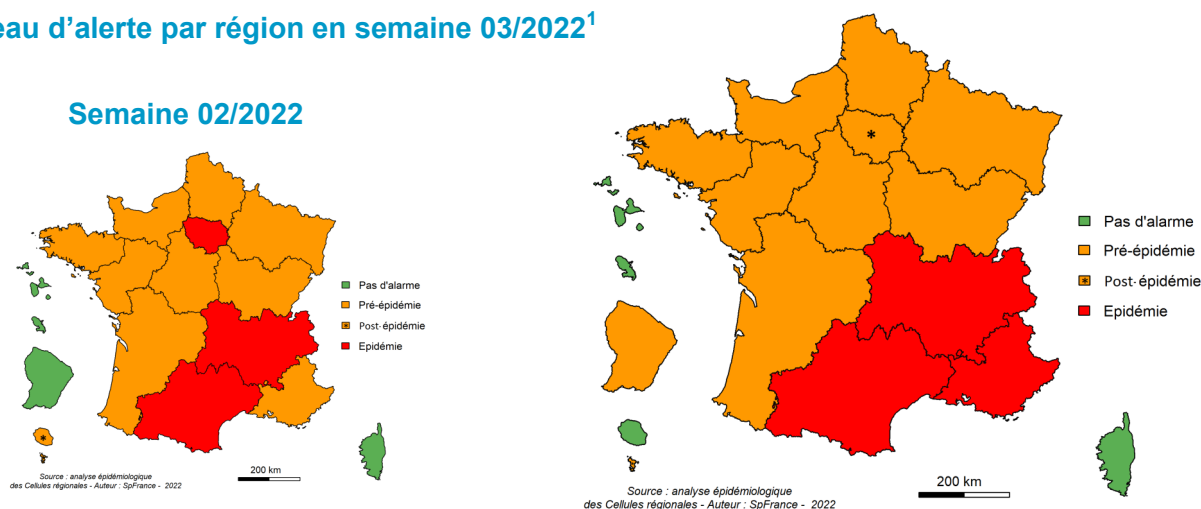 eau d'alerte par région en semaine 03/2022¹
Semaine 02/2022
Pas d'alarme
Pré-épidémie
* Post-épidémie
Epidémie
*
200 km
Source : analyse épidémiologique
des Cellules régionales - Auteur : SpFrance - 2022
*
Pas d'alarme
Pré-épidémie
* Post-épidémie
Epidémie
200 km
Source : analyse épidémiologique
des Cellules régionales - Auteur : SpFrance - 2022